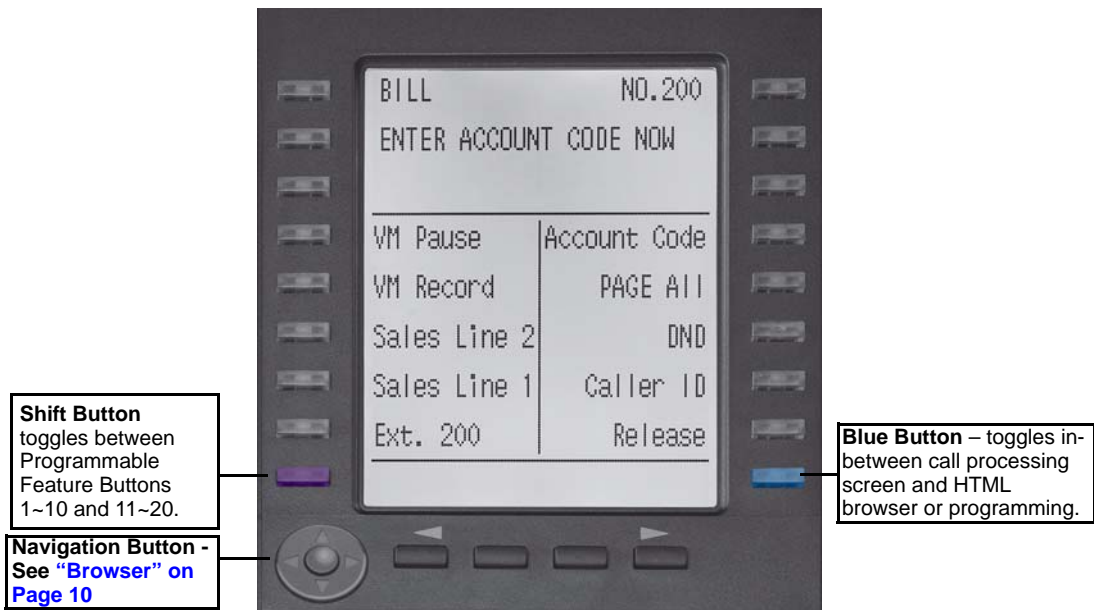 BILL NO.200
ENTER ACCOUNT CODE NOW
VM Pause Account Code
VM Record PAGE All
Sales Line 2 DND
Sales Line 1 Caller ID
Ext. 200 Release
Shift Button
toggles between
Programmable
Feature Buttons
1~10 and 11~20.
Navigation Button -
See “Browser” on
Page 10
Blue Button – toggles in-
between call processing
screen and HTML
browser or programming.